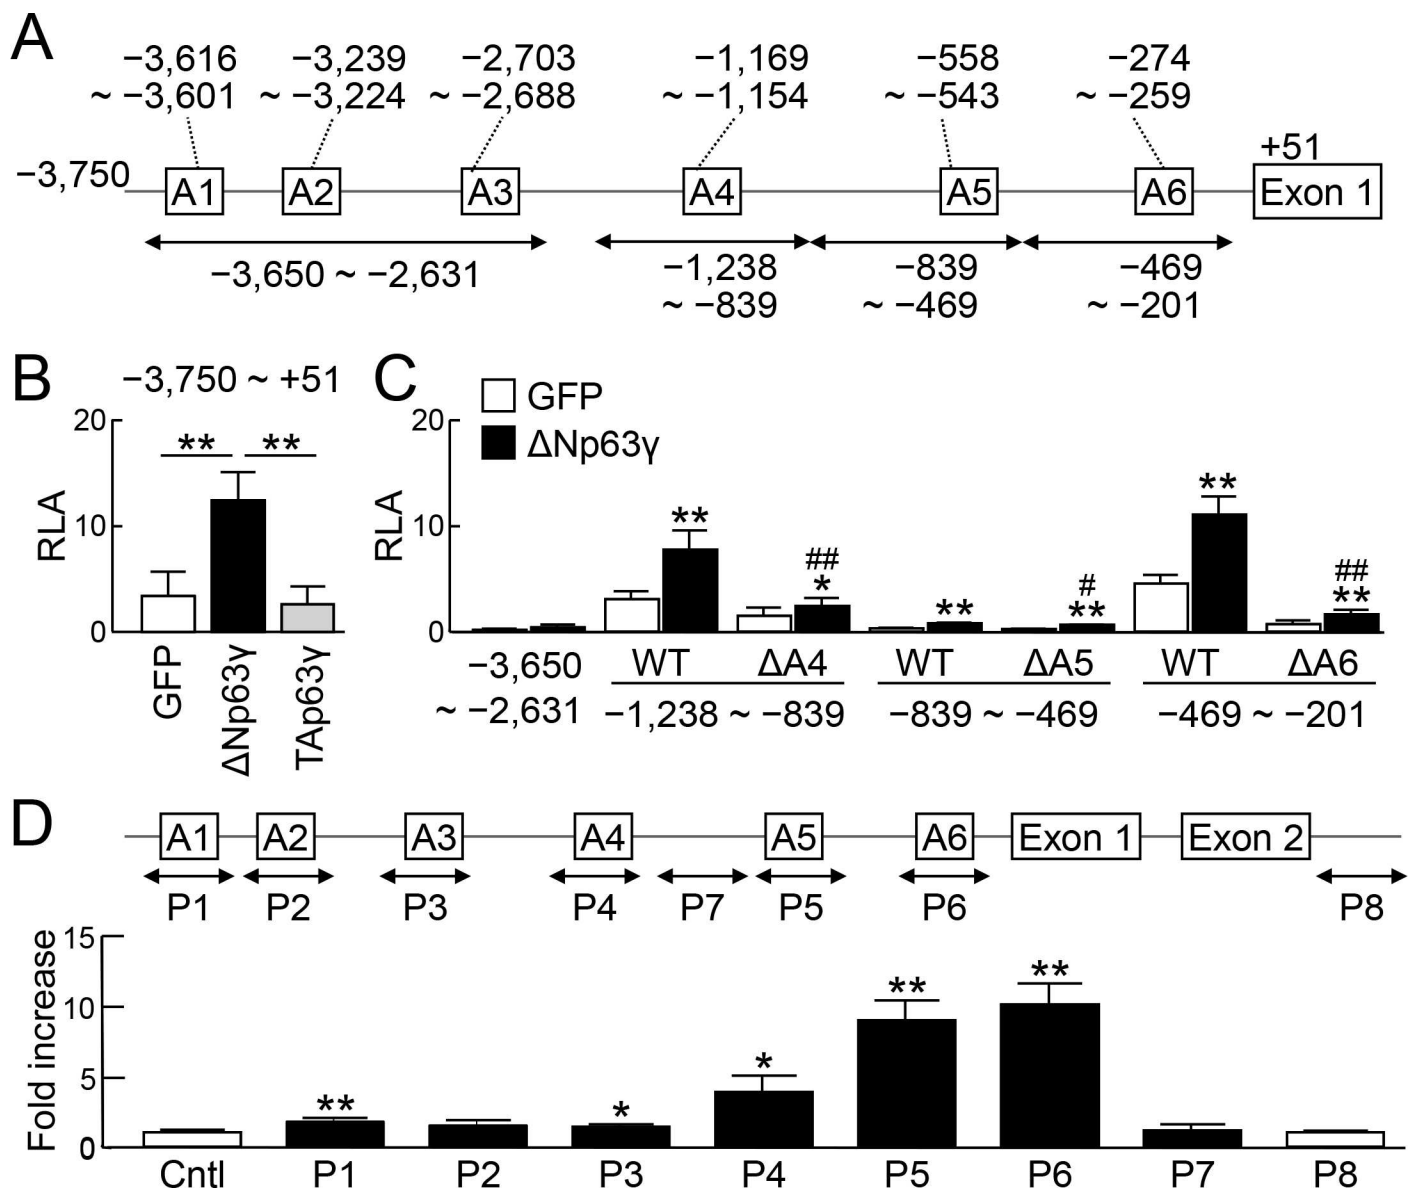 A
−3,616 −3,239 −2,703 −1,169 −558 −274
~ −3,601 ~ −3,224 ~ −2,688 ~ −1,154 ~ −543 ~ −259
+51
−3,750 A1 A2 A3 A4 A5 A6 Exon 1
−3,650 ~ −2,631 −1,238 −839 −469
~ −839 ~ −469 ~ −201
B
−3,750 ~ +51
20
** **
RLA
10
0
GFP
ΔNp63γ
TAp63γ
C
GFP
ΔNp63γ
20
RLA
10
0
** ## * ** # ** ** ## **
−3,650 WT ΔA4 WT ΔA5 WT ΔA6
~ −2,631 −1,238 ~ −839 −839 ~ −469 −469 ~ −201
D
A1 A2 A3 A4 A5 A6 Exon 1 Exon 2
P1 P2 P3 P4 P7 P5 P6 P8
Fold increase
15
10
5
0
** * * ** **
Cntl P1 P2 P3 P4 P5 P6 P7 P8